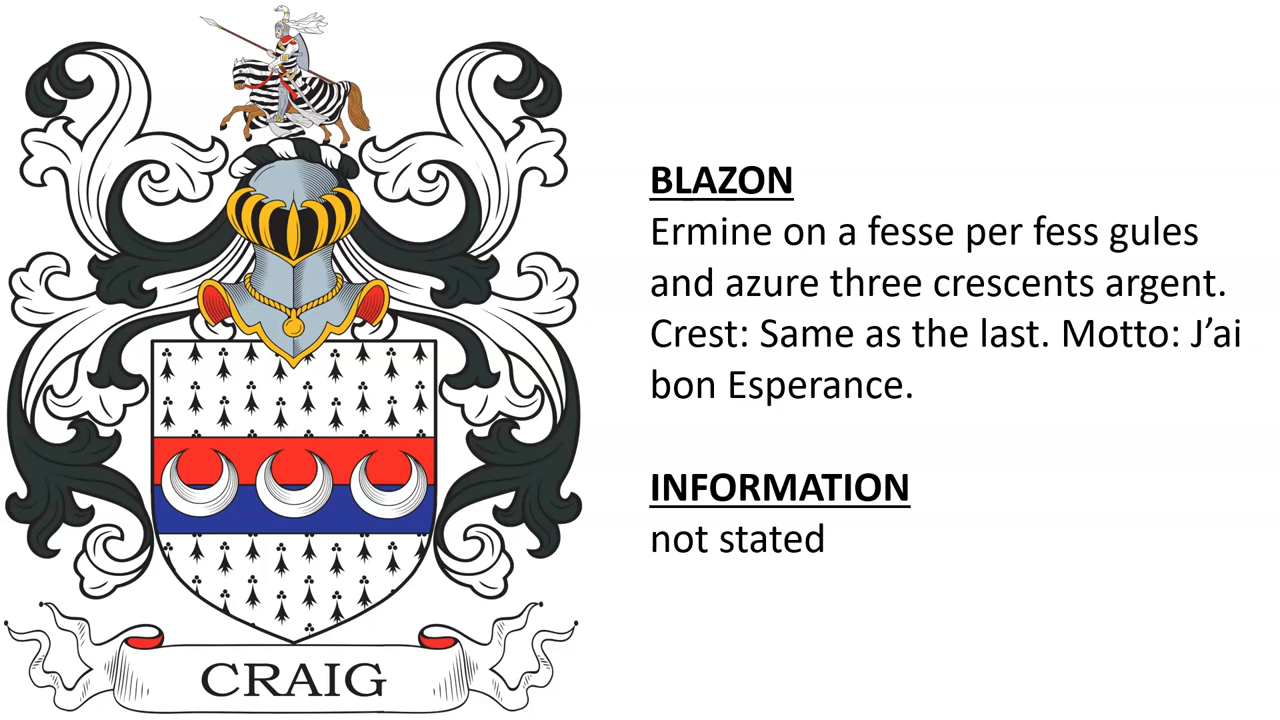 BLAZON
Ermine on a fesse per fess gules
and azure three crescents argent.
Crest: Same as the last. Motto: J’ai
bon Esperance.
INFORMATION
not stated
CRAIG